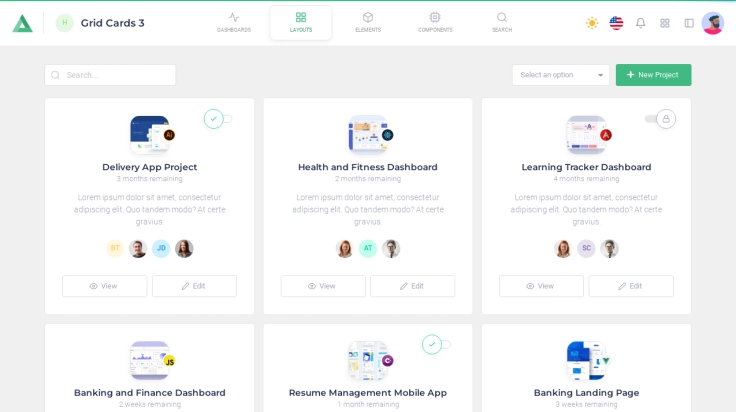 H
Grid Cards 3
DASHBOARDS
LAYOUTS
ELEMENTS
COMPONENTS
SEARCH
Search...
Select an option
New Project
Ai
Delivery App Project
3 months remaining
Lorem ipsum dolor sit amet, consectetur
adipiscing elit. Quo tandem modo? At certe
gravius.
BT
JD
View
Edit
Health and Fitness Dashboard
2 months remaining
Lorem ipsum dolor sit amet, consectetur
adipiscing elit. Quo tandem modo? At certe
gravius.
AT
View
Edit
Learning Tracker Dashboard
4 months remaining
Lorem ipsum dolor sit amet, consectetur
adipiscing elit. Quo tandem modo? At certe
gravius.
SC
View
Edit
JS
Banking and Finance Dashboard
2 weeks remaining
C
Resume Management Mobile App
1 month remaining
Banking Landing Page
3 weeks remaining